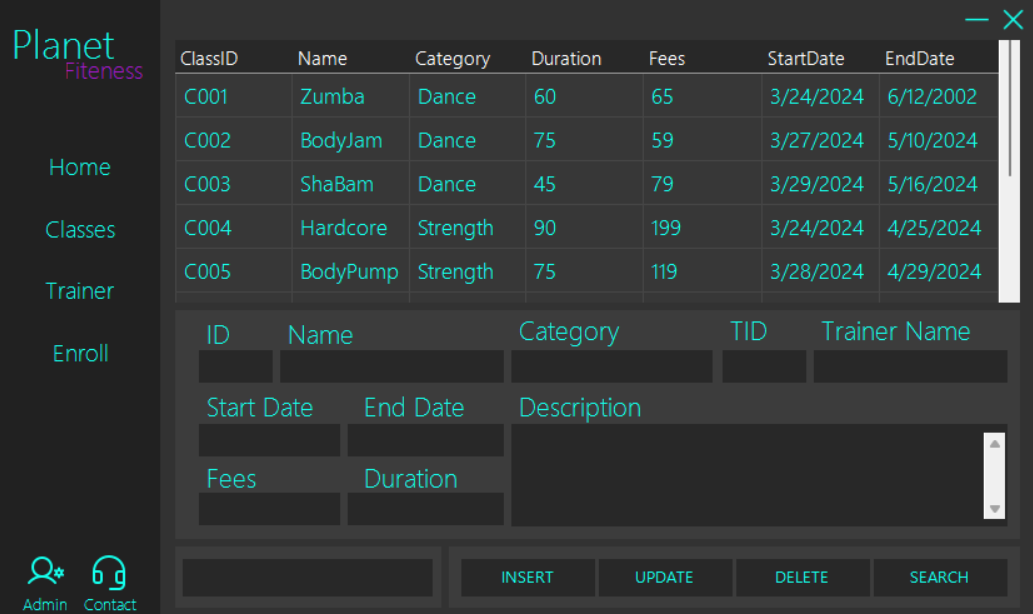 Planet
Fiteness
Home
Classes
Trainer
Enroll
Admin Contact
ClassID Name Category Duration Fees StartDate EndDate
C001 Zumba Dance 60 65 3/24/2024 6/12/2002
C002 BodyJam Dance 75 59 3/27/2024 5/10/2024
C003 ShaBam Dance 45 79 3/29/2024 5/16/2024
C004 Hardcore Strength 90 199 3/24/2024 4/25/2024
C005 BodyPump Strength 75 119 3/28/2024 4/29/2024
ID Name Category TID Trainer Name
Start Date End Date Description
Fees Duration
INSERT UPDATE DELETE SEARCH